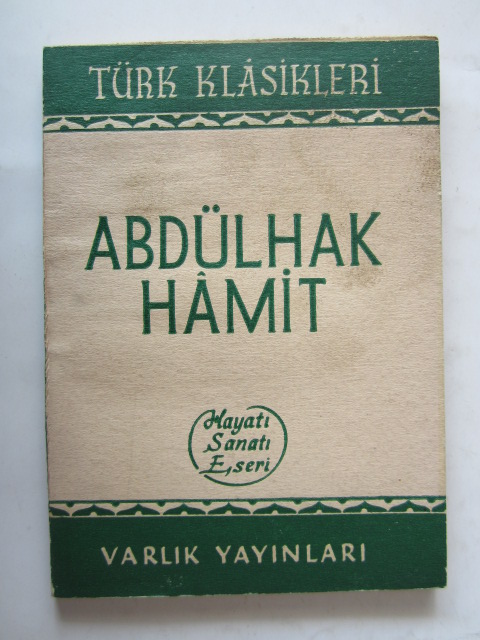 TÜRK KLÂSİKLERİ
ABDÜLHAK
HÂMİT
Hayatı
Sanatı
Eseri
VARLIK YAYINLARI